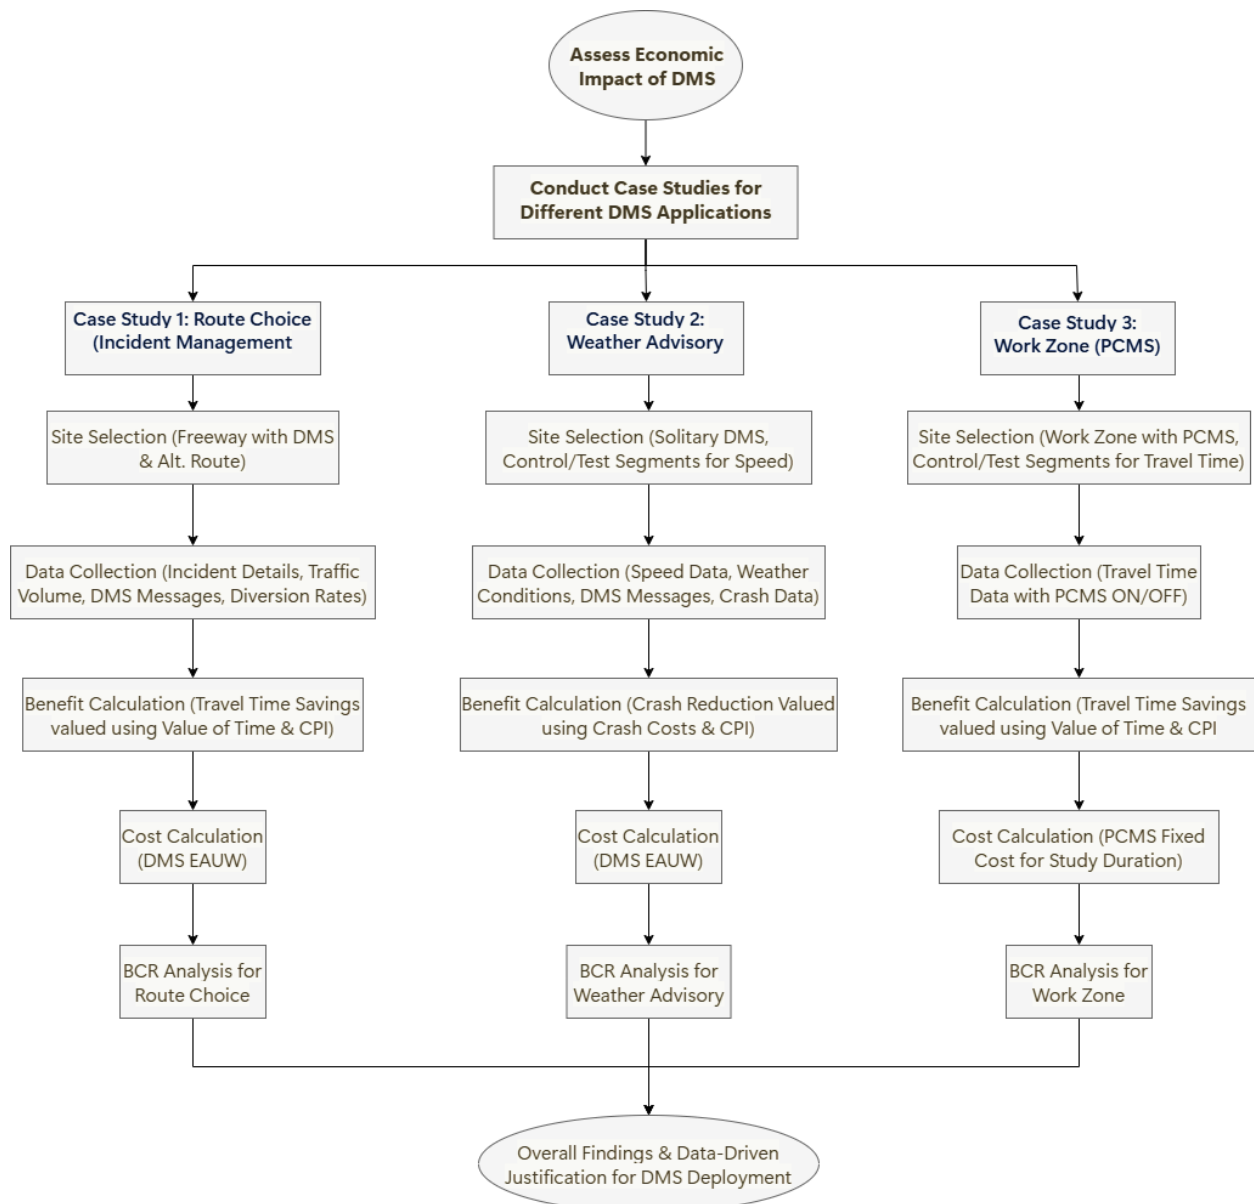 Assess Economic
Impact of DMS
Conduct Case Studies for
Different DMS Applications
Case Study 1: Route Choice
(Incident Management
Site Selection (Freeway with DMS
& Alt. Route)
Data Collection (Incident Details, Traffic
Volume, DMS Messages, Diversion Rates)
Benefit Calculation (Travel Time Savings
valued using Value of Time & CPI)
Cost Calculation
(DMS EAUW)
BCR Analysis for
Route Choice
Case Study 2:
Weather Advisory
Site Selection (Solitary DMS,
Control/Test Segments for Speed)
Data Collection (Speed Data, Weather
Conditions, DMS Messages, Crash Data)
Benefit Calculation (Crash Reduction Valued
using Crash Costs & CPI)
Cost Calculation
(DMS EAUW)
BCR Analysis for
Weather Advisory
Case Study 3:
Work Zone (PCMS)
Site Selection (Work Zone with PCMS,
Control/Test Segments for Travel Time)
Data Collection (Travel Time
Data with PCMS ON/OFF)
Benefit Calculation (Travel Time Savings
valued using Value of Time & CPI
Cost Calculation (PCMS Fixed
Cost for Study Duration)
BCR Analysis for
Work Zone
Overall Findings & Data-Driven
Justification for DMS Deployment